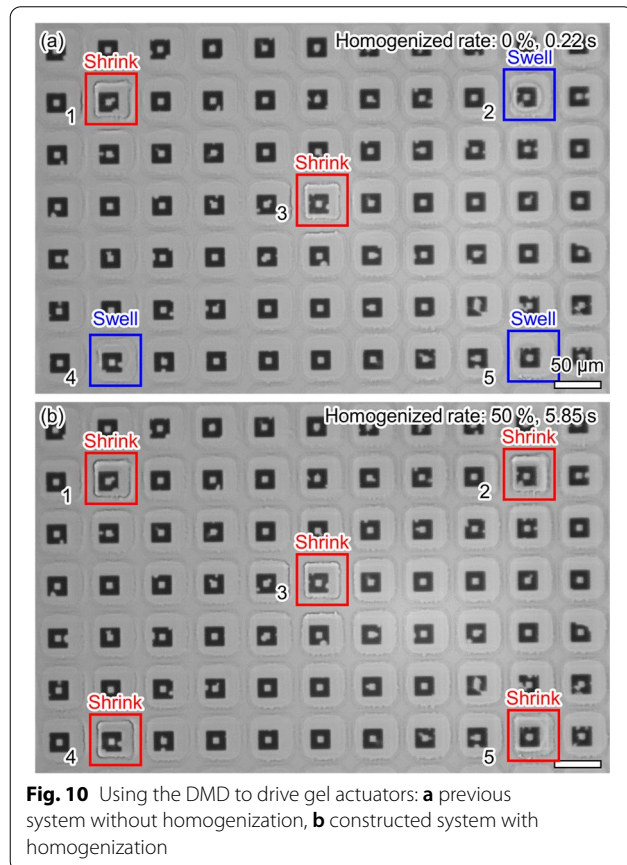 (a) Homogenized rate: 0 %, 0.22 s
Shrink
Swell
1
2
Shrink
3
Swell
Swell
4
5
50 μm
(b) Homogenized rate: 50 %, 5.85 s
Shrink
Shrink
1
2
Shrink
3
Shrink
Shrink
4
5
Fig. 10 Using the DMD to drive gel actuators: a previous
system without homogenization, b constructed system with
homogenization